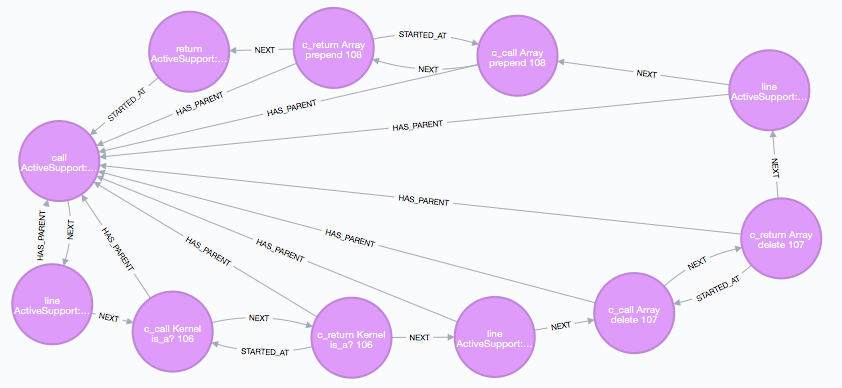 return
ActiveSupport:...
NEXT
c_return Array
prepend 108
STARTED_AT
NEXT
c_call Array
prepend 108
NEXT
line
ActiveSupport:...
STARTED_AT
HAS_PARENT
HAS_PARENT
HAS_PARENT
call
ActiveSupport:...
NEXT
HAS_PARENT
HAS_PARENT
NEXT
HAS_PARENT
HAS_PARENT
HAS_PARENT
HAS_PARENT
c_return Array
delete 107
NEXT
STARTED_AT
line
ActiveSupport:...
NEXT
c_call Kernel
is_a? 106
NEXT
STARTED_AT
c_return Kernel
is_a? 106
NEXT
line
ActiveSupport:...
NEXT
c_call Array
delete 107